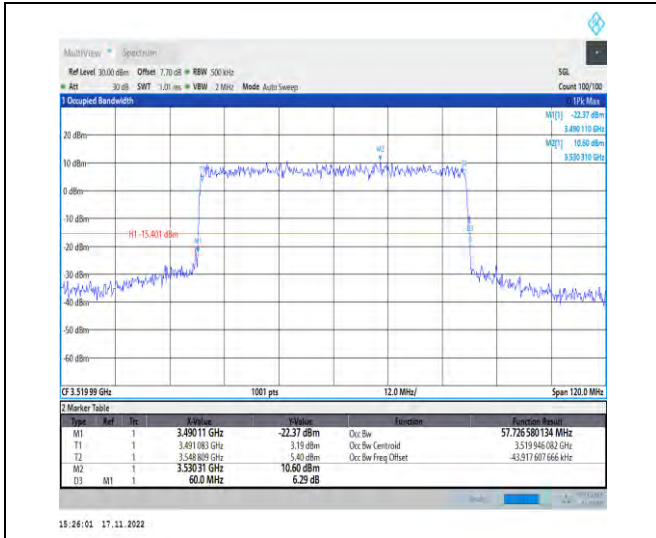 MultiView Spectrum
Ref Level 30.00 dBm Offset 7.70 dB RBW 500 kHz SGL
Att 30 dB SWT 1.01 ms VBW 2 MHz Mode Auto Sweep Count 100/100
1 Occupied Bandwidth 1Pk Max
M1[1] -22.37 dBm
3.490 110 GHz
M2[1] 10.60 dBm
3.530 310 GHz
20 dBm
M2
10 dBm
0 dBm
-10 dBm
H1 -15.401 dBm
M1
D3
-20 dBm
-30 dBm
-40 dBm
-50 dBm
-60 dBm
CF 3.519 99 GHz 1001 pts 12.0 MHz/ Span 120.0 MHz
2 Marker Table
Type Ref Trc X-Value Y-Value Function Function Result
M1 1 3.49011 GHz -22.37 dBm Occ Bw 57.726 580 134 MHz
T1 1 3.491 083 GHz 3.19 dBm Occ Bw Centroid 3.519 946 082 GHz
T2 1 3.548 809 GHz 5.40 dBm Occ Bw Freq Offset -43.917 607 666 kHz
M2 1 3.53031 GHz 10.60 dBm
D3 M1 1 60.0 MHz 6.29 dB
15:26:01 17.11.2022